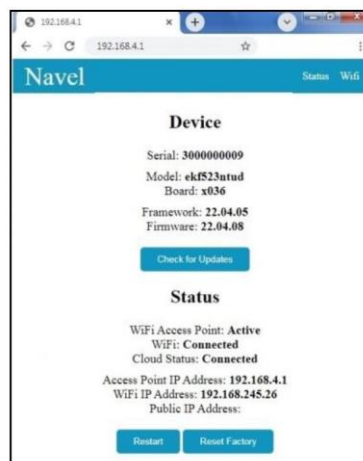 192.168.4.1
192.168.4.1
Navel Status Wifi
Device
Serial: 3000000009
Model: ekf523ntud
Board: x036
Framework: 22.04.05
Firmware: 22.04.08
Check for Updates
Status
WiFi Access Point: Active
WiFi: Connected
Cloud Status: Connected
Access Point IP Address: 192.168.4.1
WiFi IP Address: 192.168.245.26
Public IP Address:
Restart Reset Factory